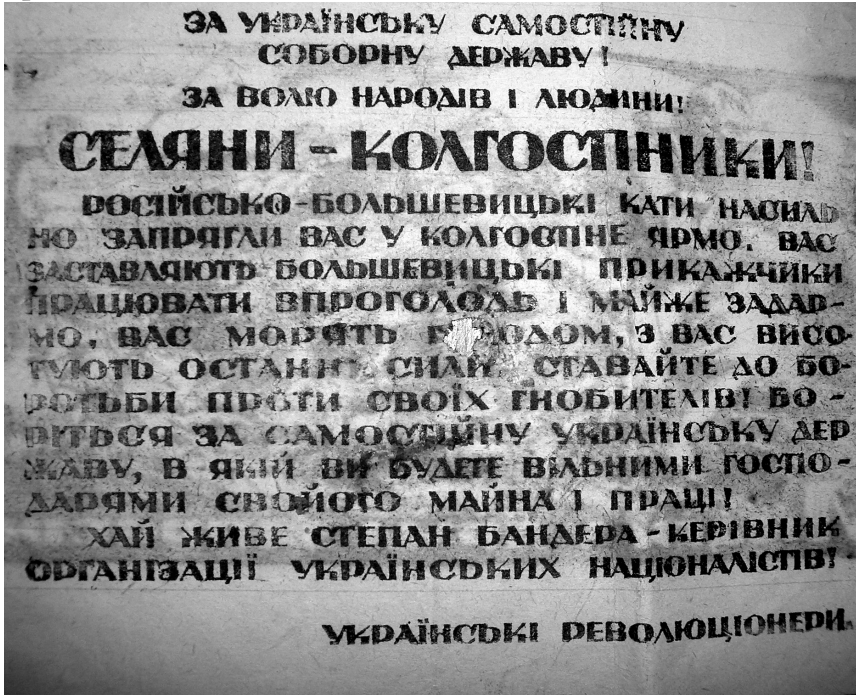 ЗА УКРАЇНСЬКУ САМОСТІЙНУ
СОБОРНУ ДЕРЖАВУ!
ЗА ВОЛЮ НАРОДІВ І ЛЮДИНИ!
СЕЛЯНИ-КОЛГОСПНИКИ!
РОСІЙСЬКО-БОЛЬШЕВИЦЬКІ КАТИ НАСИЛЬ
НО ЗАПРЯГЛИ ВАС У КОЛГОСПНЕ ЯРМО. ВАС
ЗАСТАВЛЯЮТЬ БОЛЬШЕВИЦЬКІ ПРИКАЖЧИКИ
ПРАЦЮВАТИ ВПРОГОЛОДЬ І МАЙЖЕ ЗАДАР-
МО, ВАС МОРЯТЬ ГОЛОДОМ, З ВАС ВИСО-
ТУЮТЬ ОСТАННІ СИЛИ. СТАВАЙТЕ ДО БО-
РОТЬБИ ПРОТИ СВОЇХ ГНОБИТЕЛІВ! БО-
РІТЬСЯ ЗА САМОСТІЙНУ УКРАЇНСЬКУ ДЕР
ЖАВУ, В ЯКІЙ ВИ БУДЕТЕ ВІЛЬНИМИ ГОСПО-
ДАРЯМИ СВОЙОГО МАЙНА І ПРАЦІ!
ХАЙ ЖИВЕ СТЕПАН БАНДЕРА-КЕРІВНИК
ОРГАНІЗАЦІЇ УКРАЇНСЬКИХ НАЦІОНАЛІСТІВ!
УКРАЇНСЬКІ РЕВОЛЮЦІОНЕРИ.